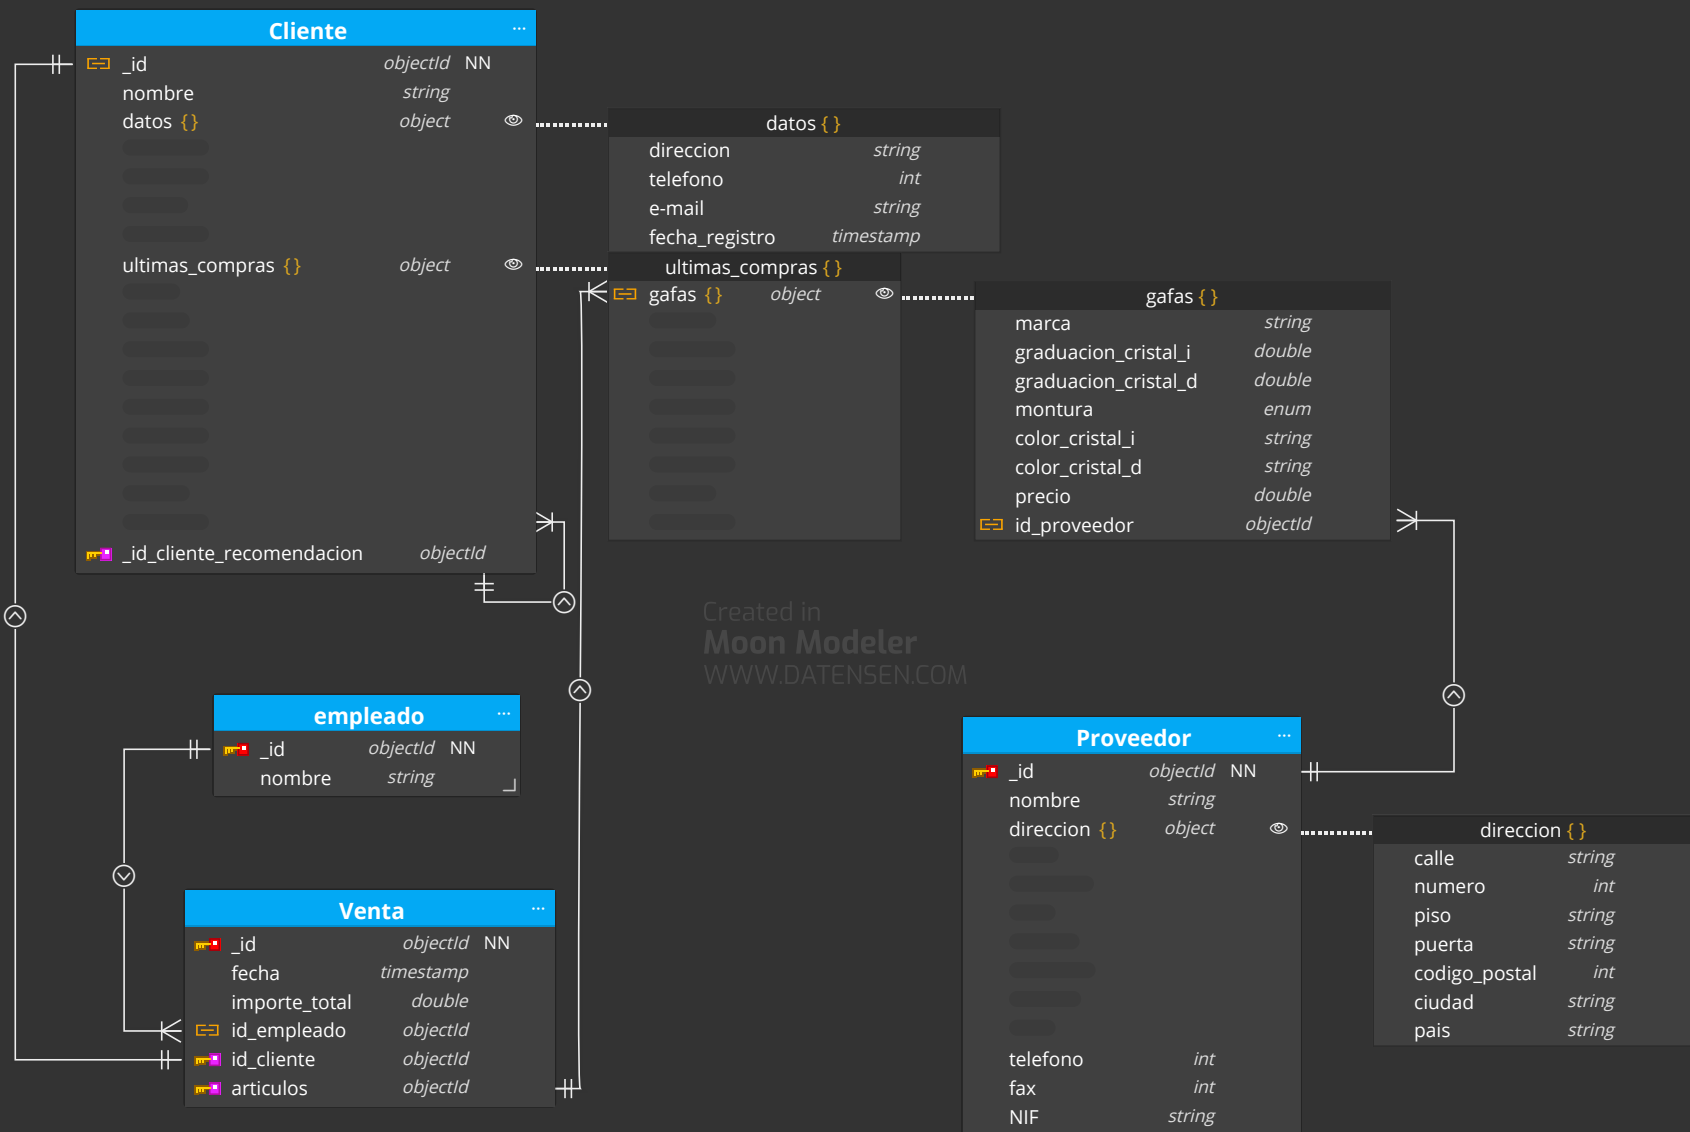 Cliente ...
_id objectId NN
nombre string
datos {} object
ultimas_compras {} object
_id_cliente_recomendacion objectId
datos {}
direccion string
telefono int
e-mail string
fecha_registro timestamp
ultimas_compras {}
gafas {} object
gafas {}
marca string
graduacion_cristal_i double
graduacion_cristal_d double
montura enum
color_cristal_i string
color_cristal_d string
precio double
id_proveedor objectId
Created in
Moon Modeler
WWW.DATENSEN.COM
empleado ...
_id objectId NN
nombre string
Venta ...
_id objectId NN
fecha timestamp
importe_total double
id_empleado objectId
id_cliente objectId
articulos objectId
Proveedor ...
_id objectId NN
nombre string
direccion {} object
telefono int
fax int
NIF string
direccion {}
calle string
numero int
piso string
puerta string
codigo_postal int
ciudad string
pais string